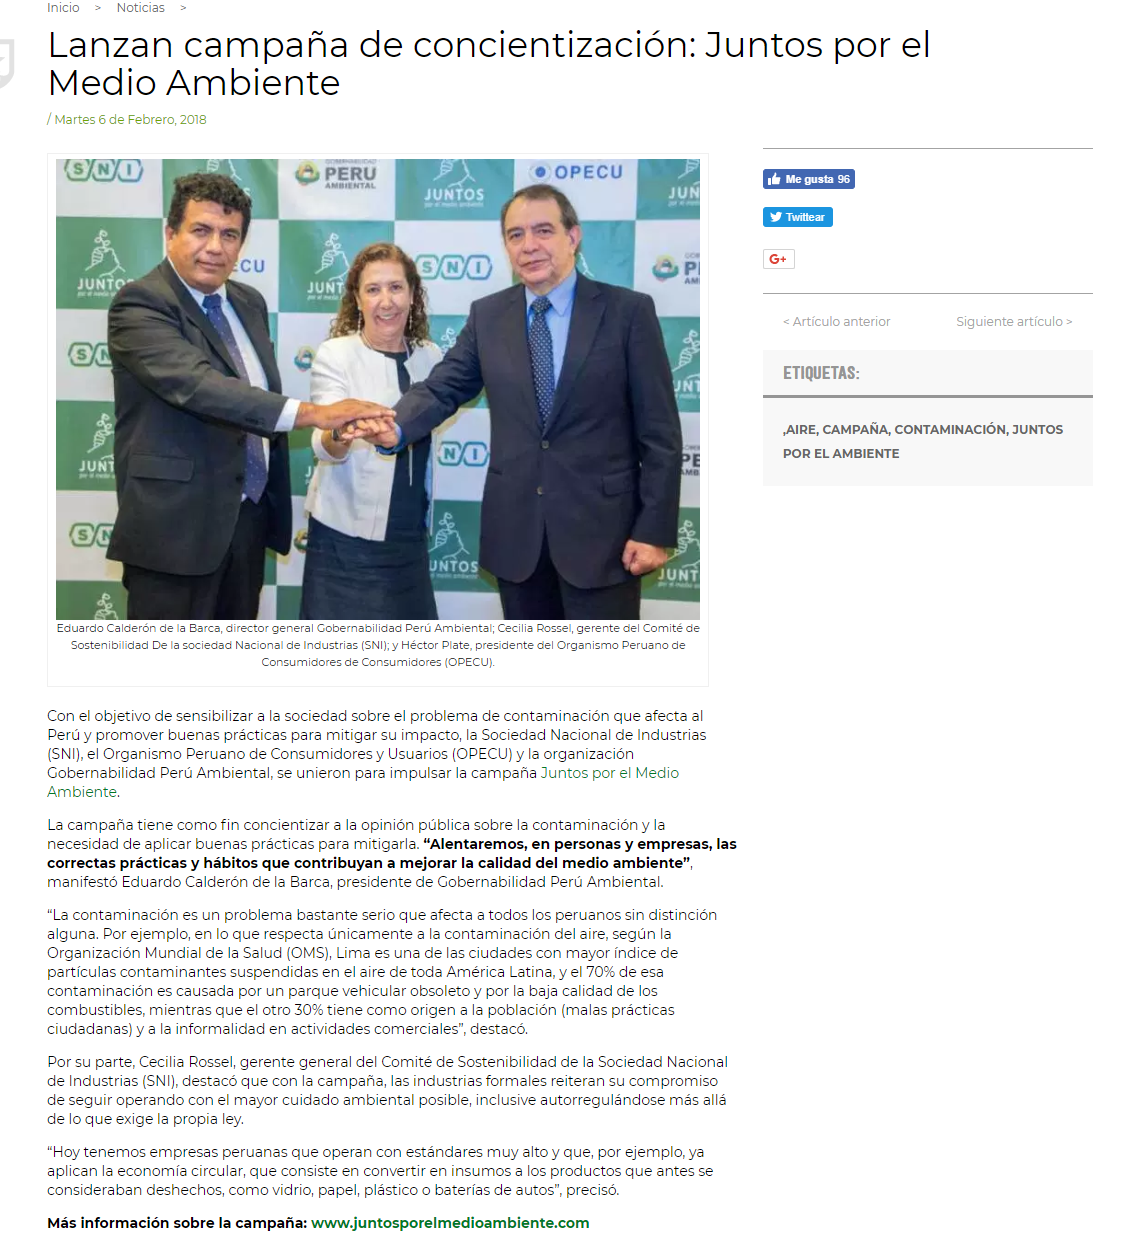 Inicio > Noticias >
Lanzan campaña de concientización: Juntos por el
Medio Ambiente
/ Martes 6 de Febrero, 2018
SNI
GOBERNABILIDAD
PERU
AMBIENTAL
JUNTOS
por el medio ambiente
OPECU
JUN
JUNTOS
ECU
JUNT
SNI
P
AM
SN
JUNT
SNI
JUNT
PE
AMB
SN
JUNTOS
JUNT
Eduardo Calderón de la Barca, director general Gobernabilidad Perú Ambiental; Cecilia Rossel, gerente del Comité de
Sostenibilidad De la sociedad Nacional de Industrias (SNI); y Héctor Plate, presidente del Organismo Peruano de
Consumidores de Consumidores (OPECU).
Me gusta 96
Twittear
G+
< Artículo anterior Siguiente artículo >
ETIQUETAS:
,AIRE, CAMPAÑA, CONTAMINACIÓN, JUNTOS
POR EL AMBIENTE
Con el objetivo de sensibilizar a la sociedad sobre el problema de contaminación que afecta al
Perú y promover buenas prácticas para mitigar su impacto, la Sociedad Nacional de Industrias
(SNI), el Organismo Peruano de Consumidores y Usuarios (OPECU) y la organización
Gobernabilidad Perú Ambiental, se unieron para impulsar la campaña Juntos por el Medio
Ambiente.
La campaña tiene como fin concientizar a la opinión pública sobre la contaminación y la
necesidad de aplicar buenas prácticas para mitigarla. “Alentaremos, en personas y empresas, las
correctas prácticas y hábitos que contribuyan a mejorar la calidad del medio ambiente”,
manifestó Eduardo Calderón de la Barca, presidente de Gobernabilidad Perú Ambiental.
“La contaminación es un problema bastante serio que afecta a todos los peruanos sin distinción
alguna. Por ejemplo, en lo que respecta únicamente a la contaminación del aire, según la
Organización Mundial de la Salud (OMS), Lima es una de las ciudades con mayor índice de
partículas contaminantes suspendidas en el aire de toda América Latina, y el 70% de esa
contaminación es causada por un parque vehicular obsoleto y por la baja calidad de los
combustibles, mientras que el otro 30% tiene como origen a la población (malas prácticas
ciudadanas) y a la informalidad en actividades comerciales”, destacó.
Por su parte, Cecilia Rossel, gerente general del Comité de Sostenibilidad de la Sociedad Nacional
de Industrias (SNI), destacó que con la campaña, las industrias formales reiteran su compromiso
de seguir operando con el mayor cuidado ambiental posible, inclusive autorregulándose más allá
de lo que exige la propia ley.
“Hoy tenemos empresas peruanas que operan con estándares muy alto y que, por ejemplo, ya
aplican la economía circular, que consiste en convertir en insumos a los productos que antes se
consideraban deshechos, como vidrio, papel, plástico o baterías de autos”, precisó.
Más información sobre la campaña: www.juntosporelmedioambiente.com